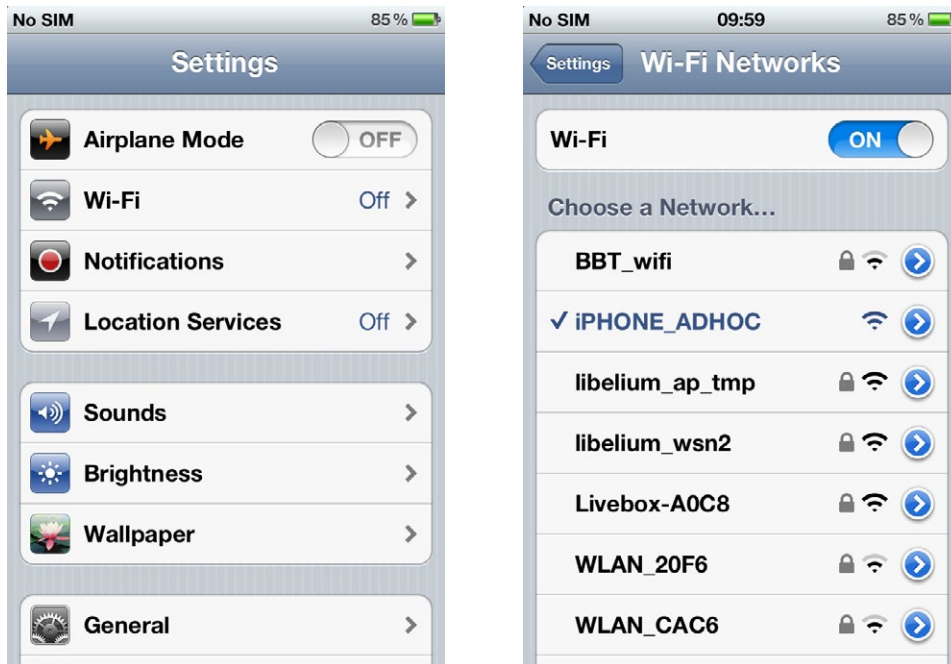 No SIM 85%
Settings
Airplane Mode OFF
Wi-Fi Off
Notifications
Location Services Off
Sounds
Brightness
Wallpaper
General
No SIM 09:59 85%
Settings Wi-Fi Networks
Wi-Fi ON
Choose a Network...
BBT_wifi
✓ iPHONE_ADHOC
libelium_ap_tmp
libelium_wsn2
Livebox-A0C8
WLAN_20F6
WLAN_CAC6